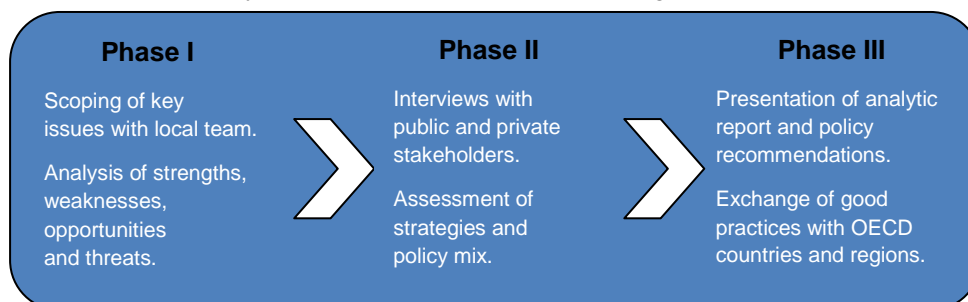 Phase I
Scoping of key
issues with local team.
Analysis of strengths,
weaknesses,
opportunities
and threats.
Phase II
Interviews with
public and private
stakeholders.
Assessment of
strategies and
policy mix.
Phase III
Presentation of analytic
report and policy
recommendations.
Exchange of good
practices with OECD
countries and regions.